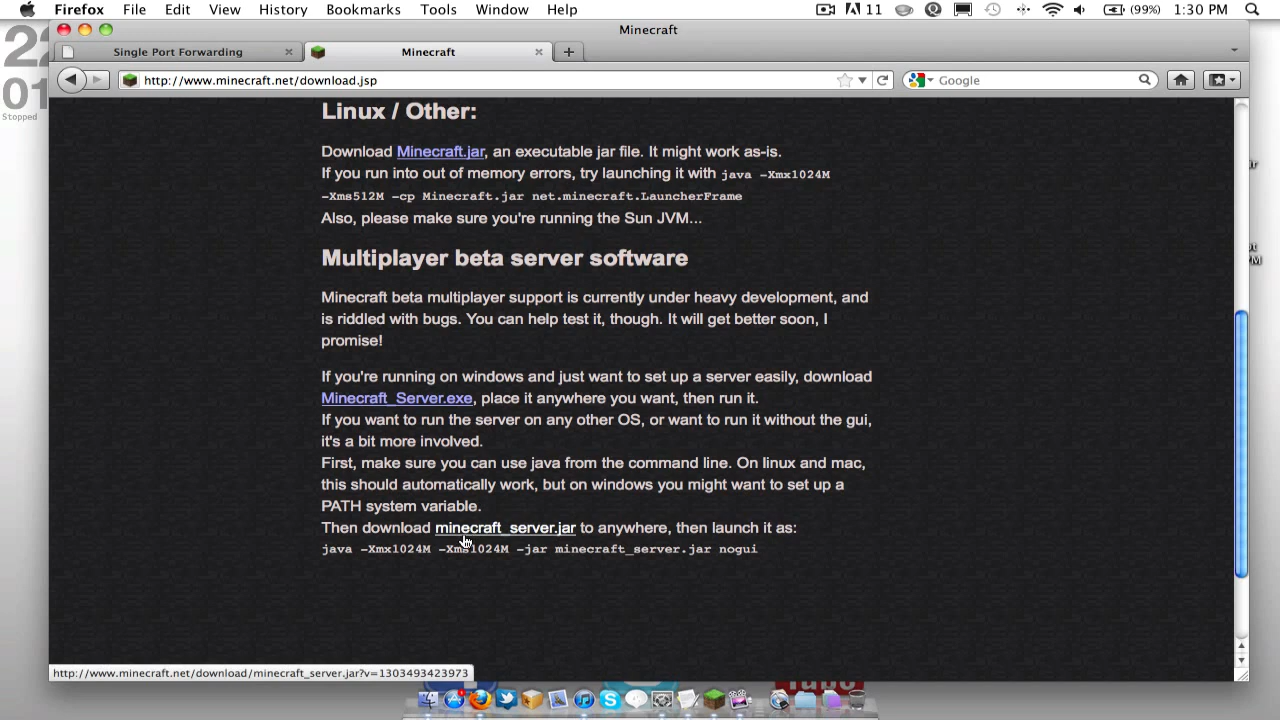 Firefox File Edit View History Bookmarks Tools Window Help 11 (99%) 1:30 PM
Minecraft
Single Port Forwarding Minecraft
http://www.minecraft.net/download.jsp Google
22
01
Stopped
Linux / Other:
Download Minecraft.jar, an executable jar file. It might work as-is.
If you run into out of memory errors, try launching it with java -Xmx1024M
-Xms512M -cp Minecraft.jar net.minecraft.LauncherFrame
Also, please make sure you're running the Sun JVM...
Multiplayer beta server software
Minecraft beta multiplayer support is currently under heavy development, and
is riddled with bugs. You can help test it, though. It will get better soon, I
promise!
If you're running on windows and just want to set up a server easily, download
Minecraft_Server.exe, place it anywhere you want, then run it.
If you want to run the server on any other OS, or want to run it without the gui,
it's a bit more involved.
First, make sure you can use java from the command line. On linux and mac,
this should automatically work, but on windows you might want to set up a
PATH system variable.
Then download minecraft_server.jar to anywhere, then launch it as:
java -Xmx1024M -Xms1024M -jar minecraft_server.jar nogui
http://www.minecraft.net/download/minecraft_server.jar?v=1303493423973